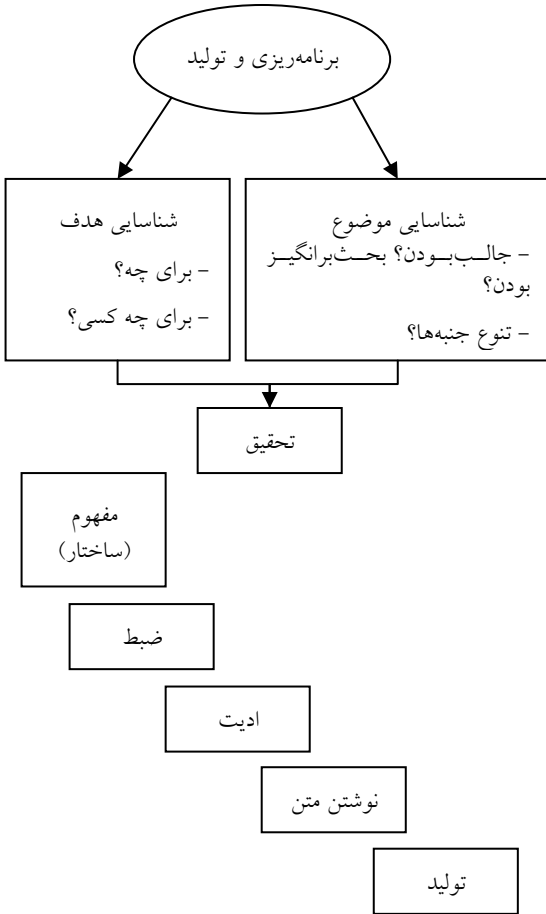 برنامه‌ریزی و تولید
شناسایی موضوع
- جالب‌بودن؟ بحث‌برانگیز
بودن؟
- تنوع جنبه‌ها؟
شناسایی هدف
- برای چه؟
- برای چه کسی؟
تحقیق
مفهوم
(ساختار)
ضبط
ادیت
نوشتن متن
تولید